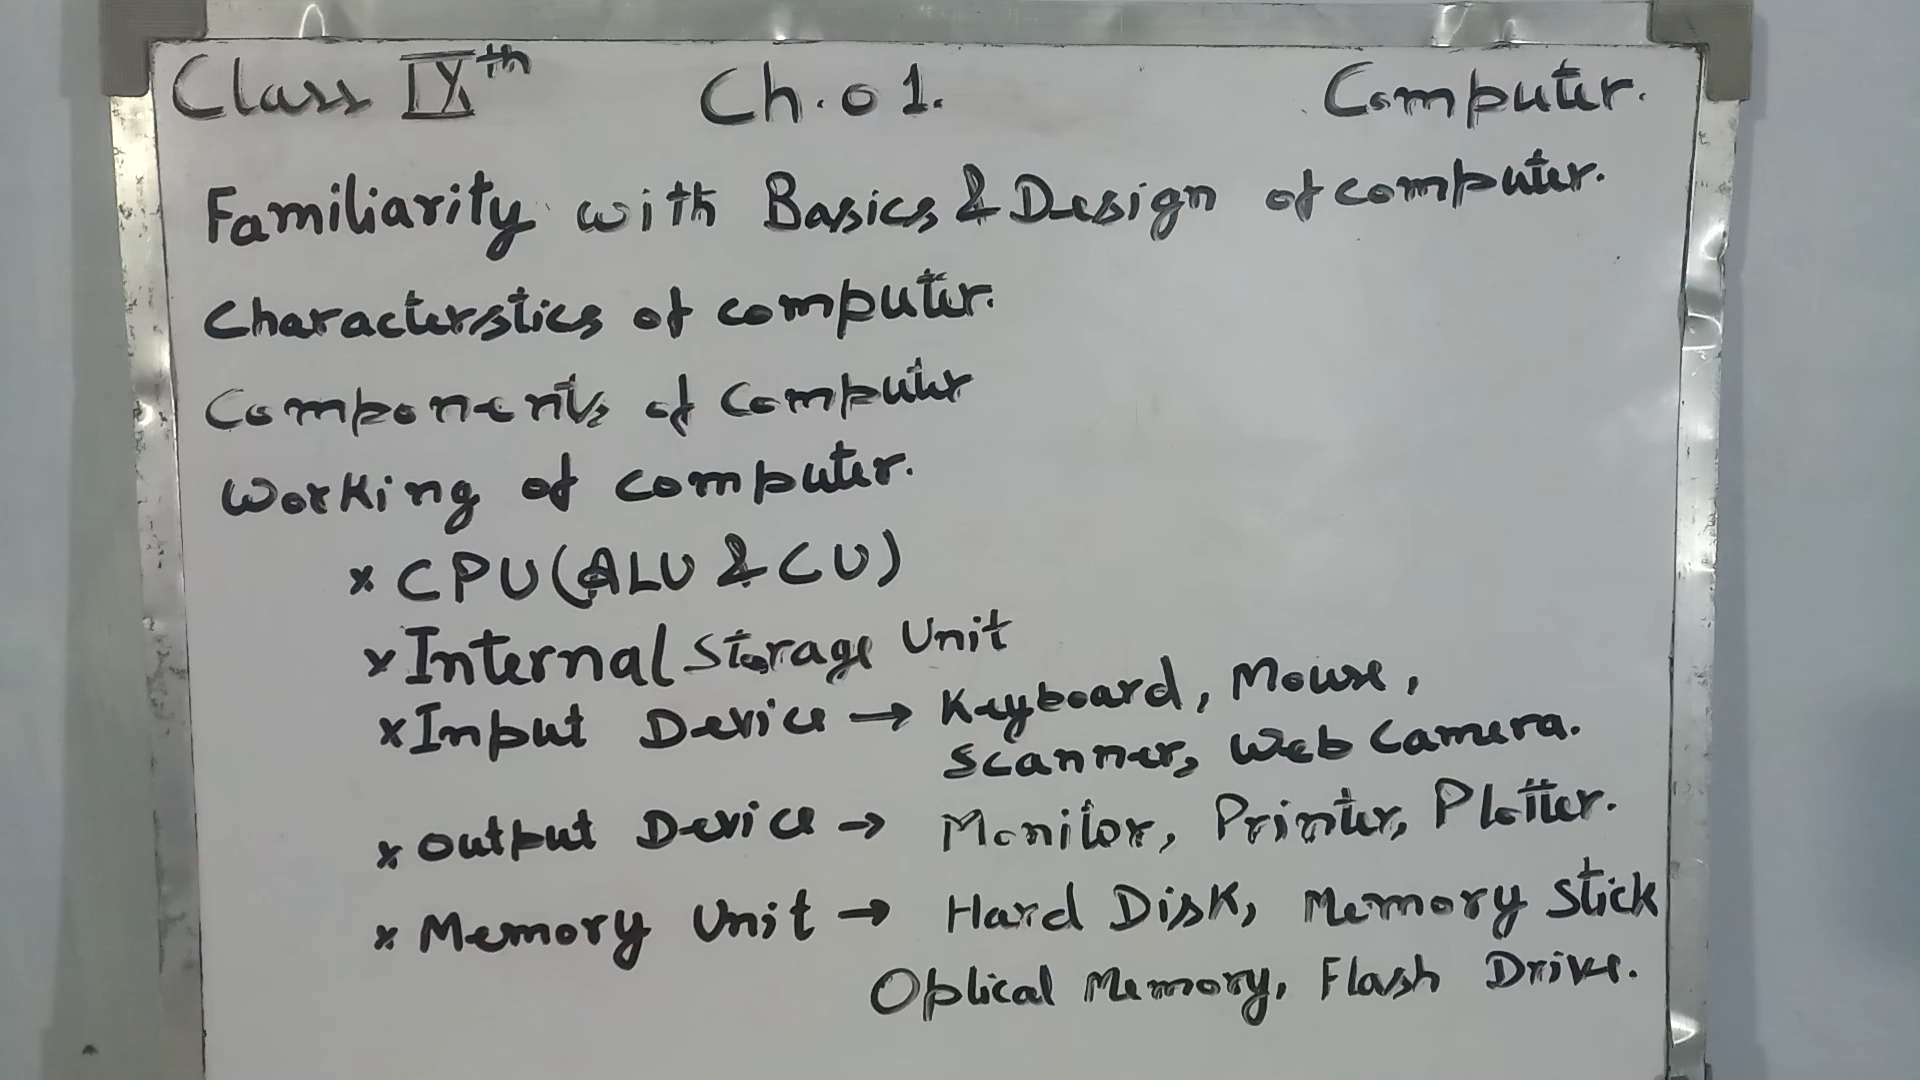 Class IXth Ch.01. Computer.
Familiarity with Basics & Design of computer.
Characterstics of computer.
Components of Computer
Working of computer.
x CPU (ALU & CU)
x Internal Storage Unit
x Input Device → Keyboard, Mouse,
Scanner, Web Camera.
x Output Device → Monitor, Printer, Plotter.
x Memory Unit → Hard Disk, Memory Stick
Optical Memory, Flash Drive.